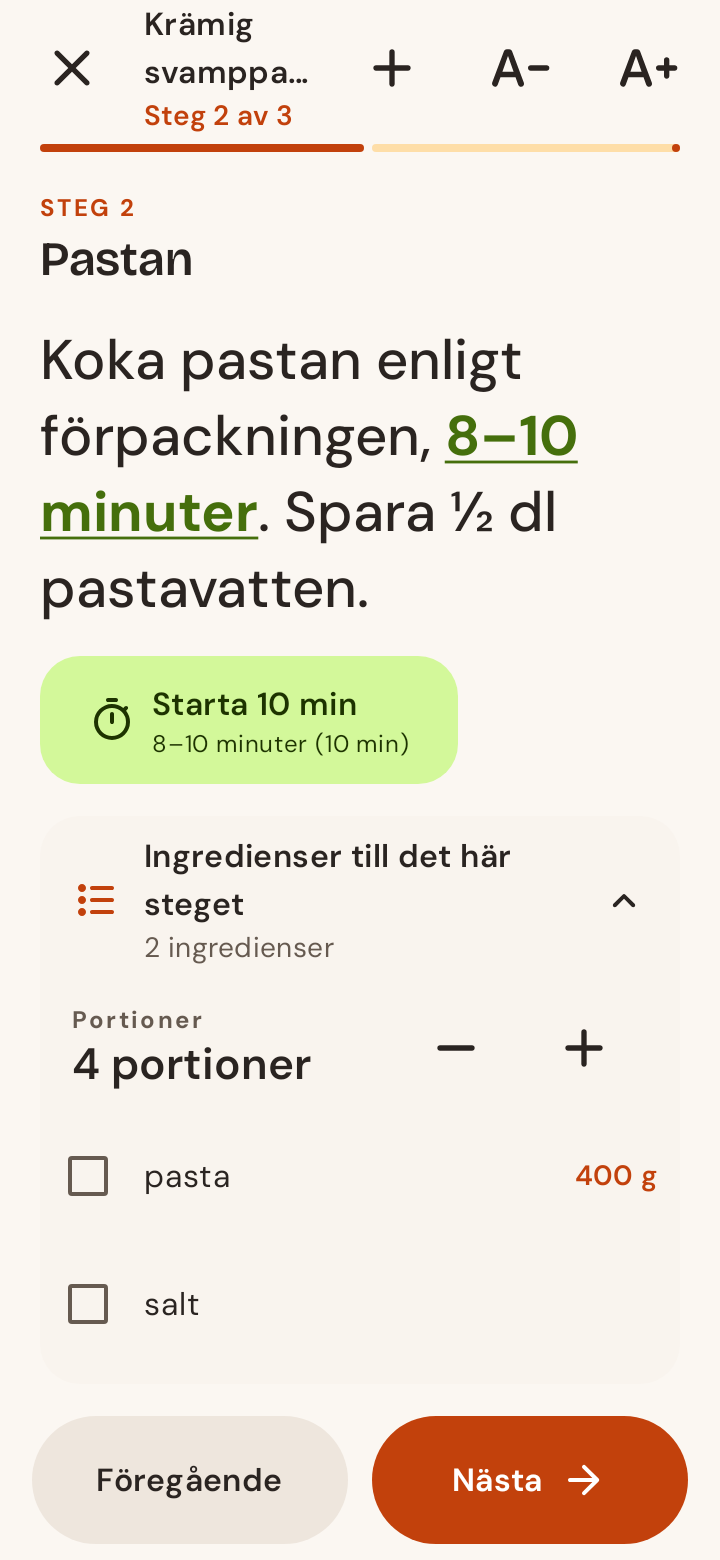 Krämig
svamppa...
Steg 2 av 3
A− A+
STEG 2
Pastan
Koka pastan enligt
förpackningen, 8–10
minuter. Spara ½ dl
pastavatten.
Starta 10 min
8–10 minuter (10 min)
Ingredienser till det här
steget
2 ingredienser
Portioner
4 portioner
pasta 400 g
salt
Föregående Nästa